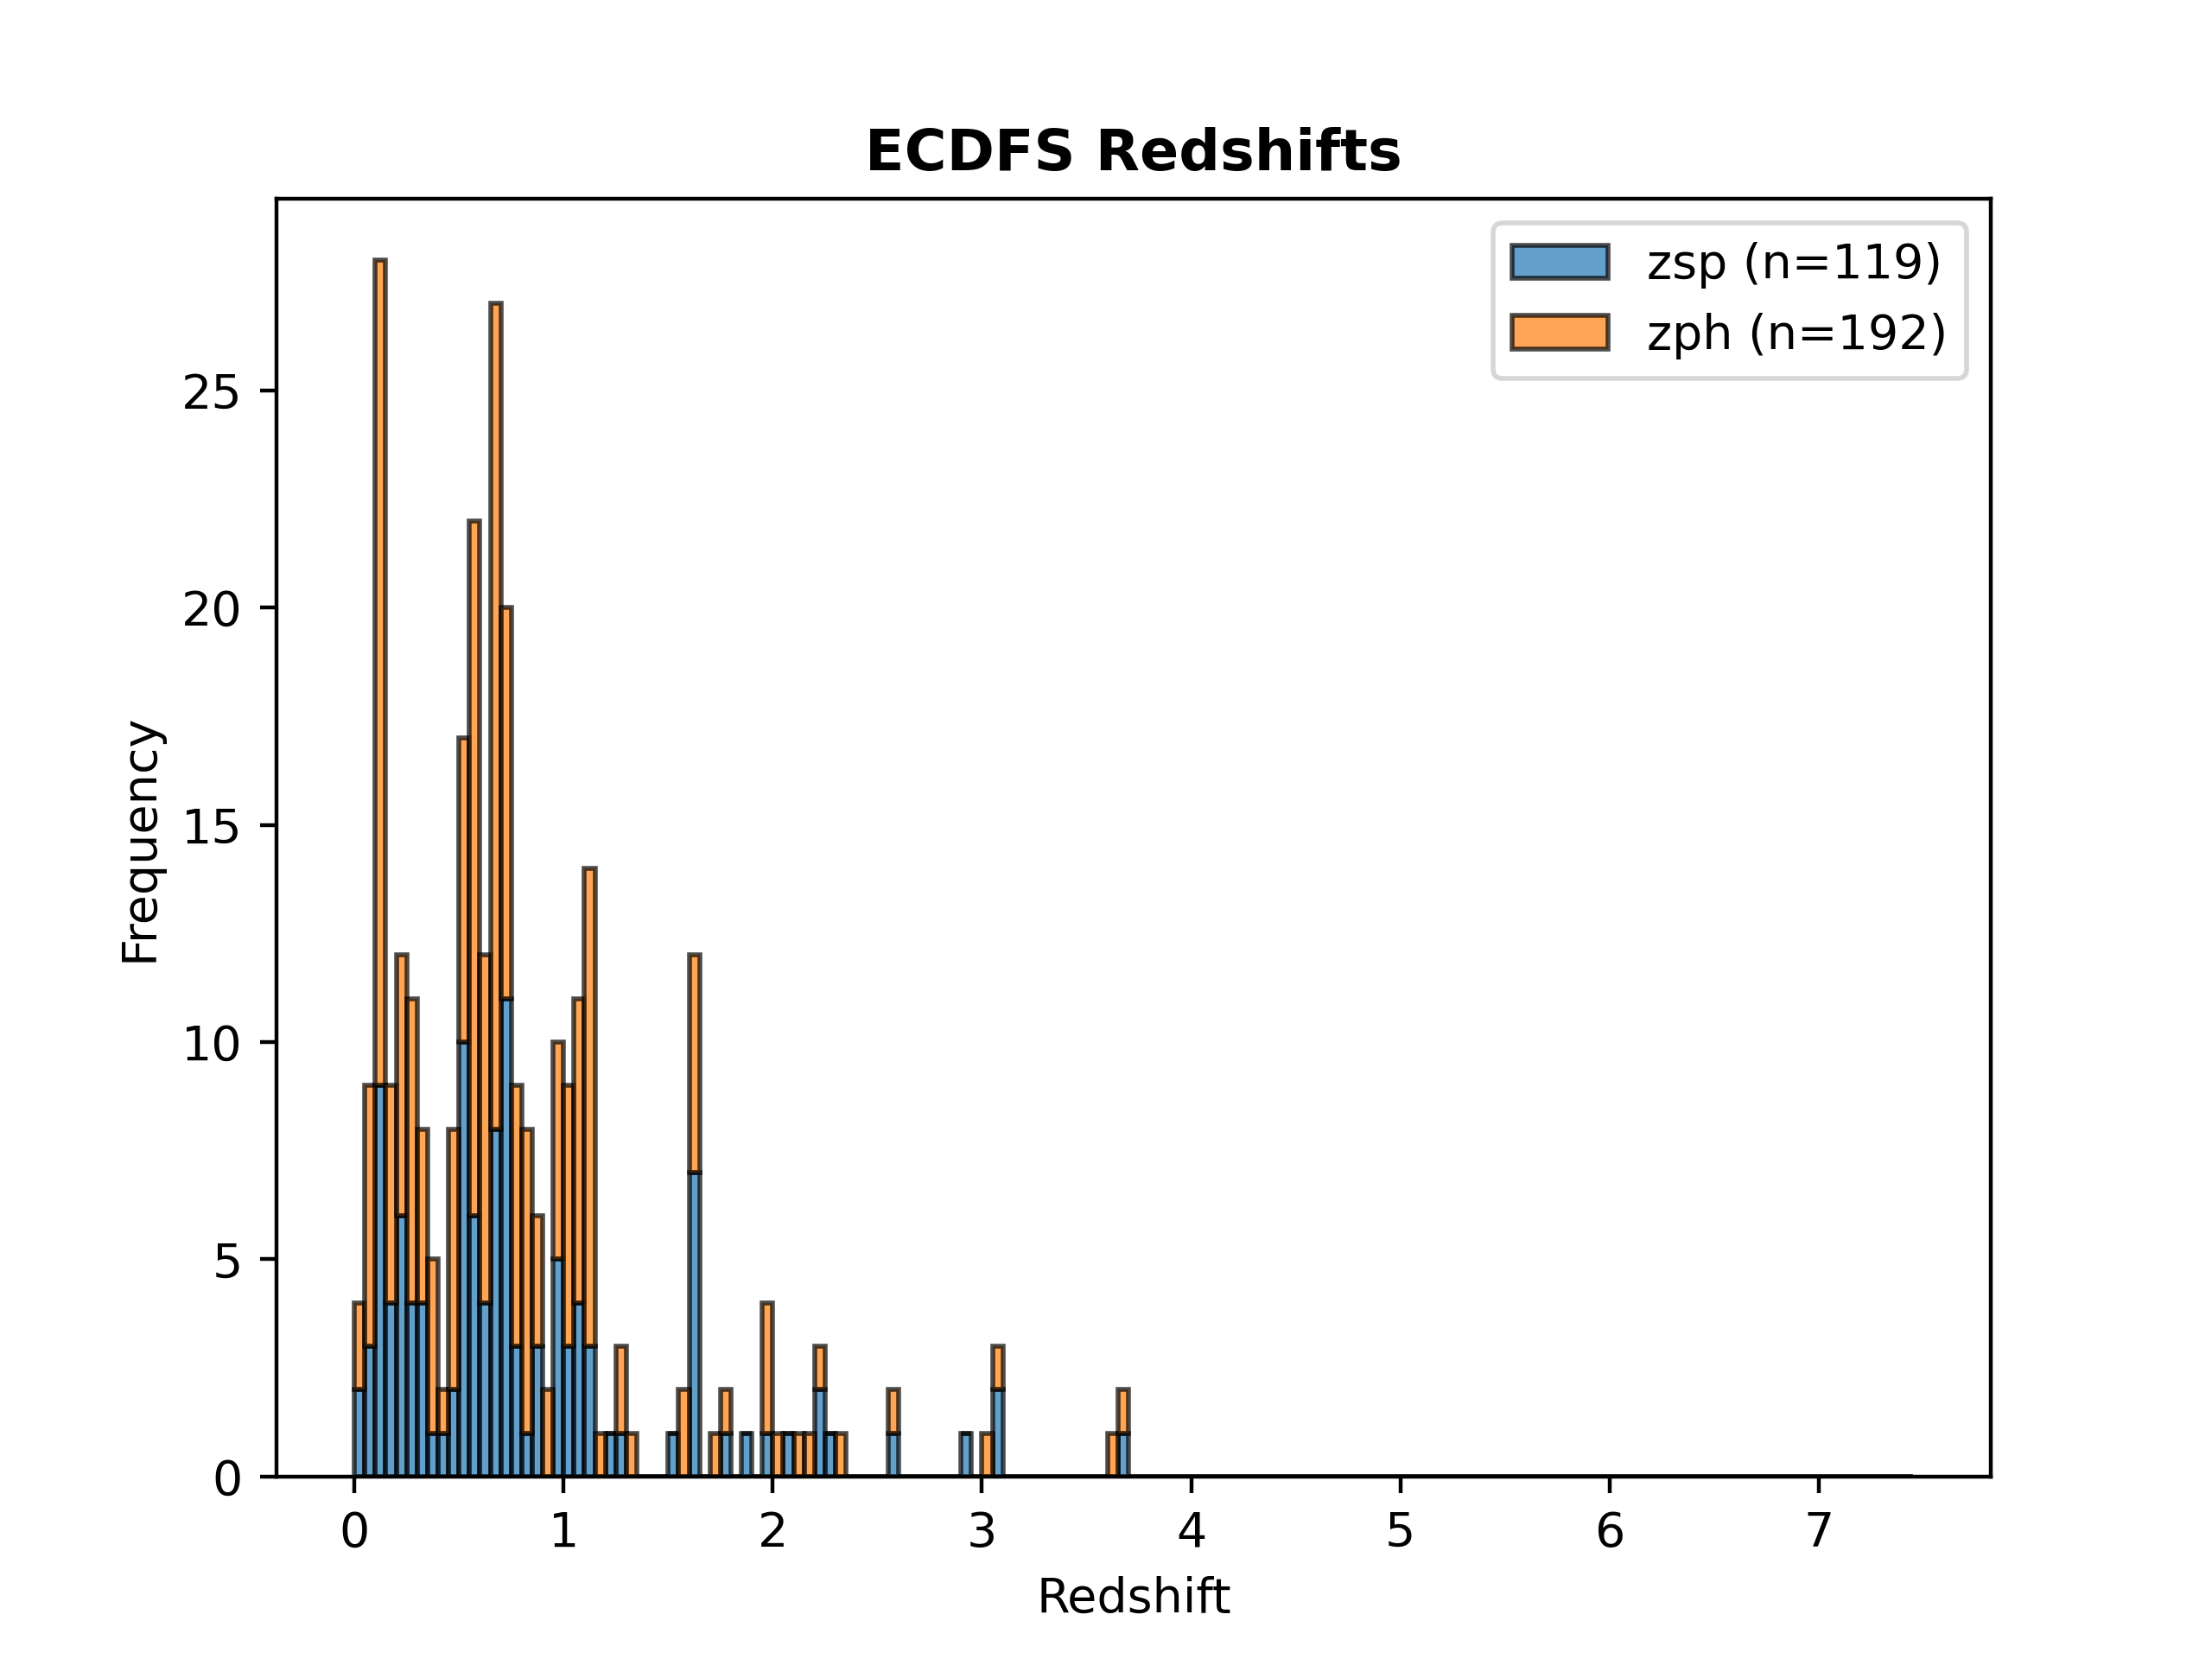 ECDFS Redshifts
zsp (n=119)
zph (n=192)
25
20
15
10
5
0
Frequency
0 1 2 3 4 5 6 7
Redshift